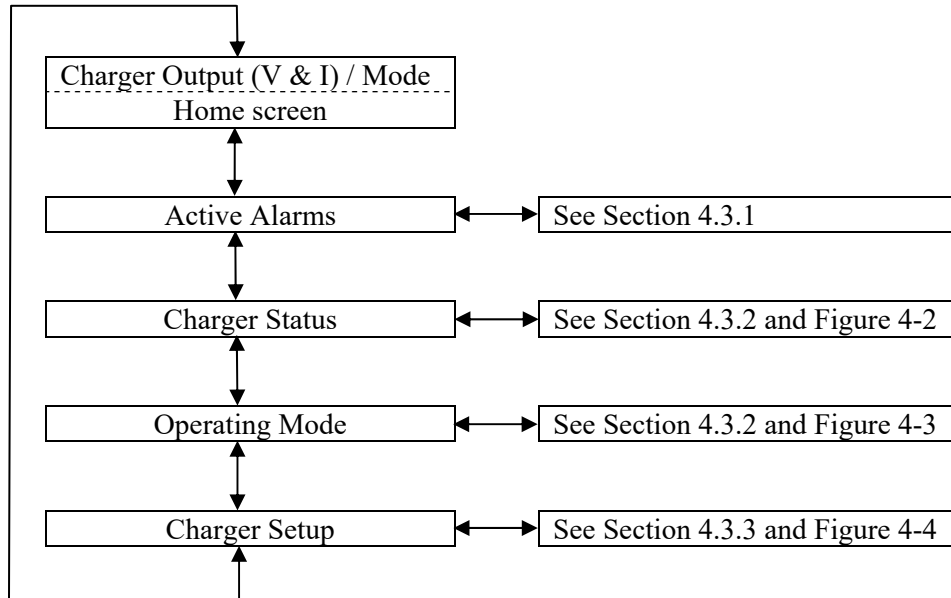 Charger Output (V & I) / Mode
Home screen
Active Alarms
See Section 4.3.1
Charger Status
See Section 4.3.2 and Figure 4-2
Operating Mode
See Section 4.3.2 and Figure 4-3
Charger Setup
See Section 4.3.3 and Figure 4-4